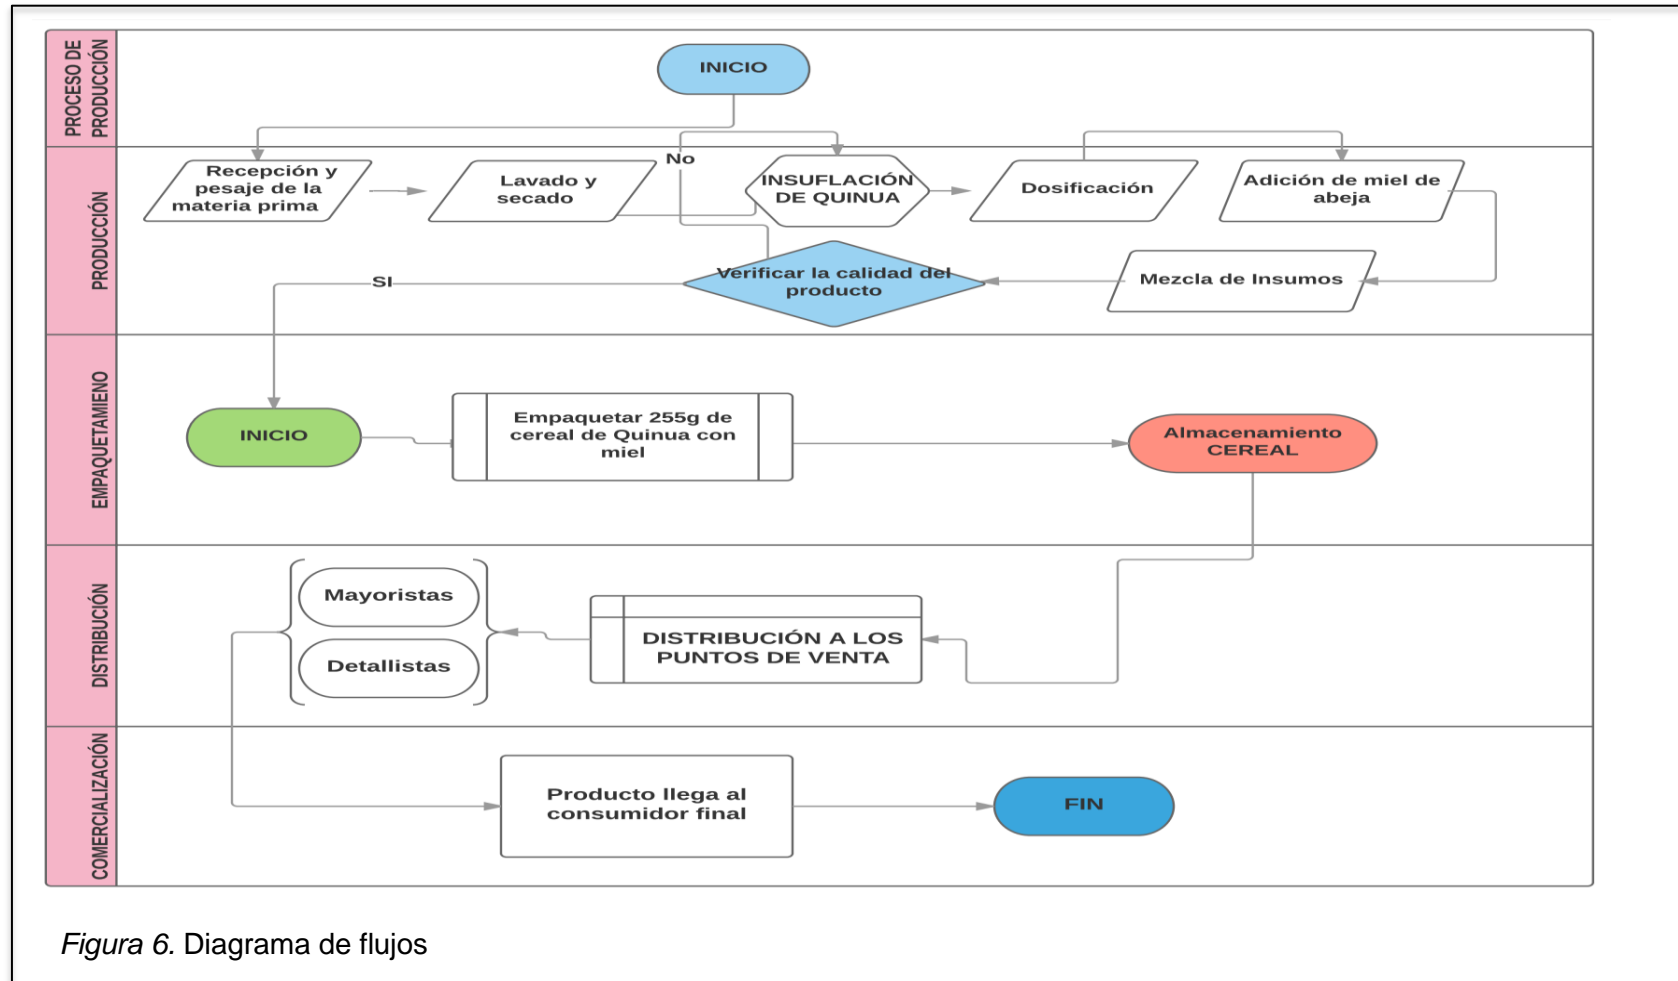 PROCESO DE
PRODUCCIÓN
INICIO
PRODUCCIÓN
Recepción y
pesaje de la
materia prima
Lavado y
secado
No
INSUFLACIÓN
DE QUINUA
Dosificación
Adición de miel de
abeja
SI
Verificar la calidad del
producto
Mezcla de Insumos
EMPAQUETAMIENO
INICIO
Empaquetar 255g de
cereal de Quinua con
miel
Almacenamiento
CEREAL
DISTRIBUCIÓN
Mayoristas
Detallistas
DISTRIBUCIÓN A LOS
PUNTOS DE VENTA
COMERCIALIZACIÓN
Producto llega al
consumidor final
FIN
Figura 6. Diagrama de flujos